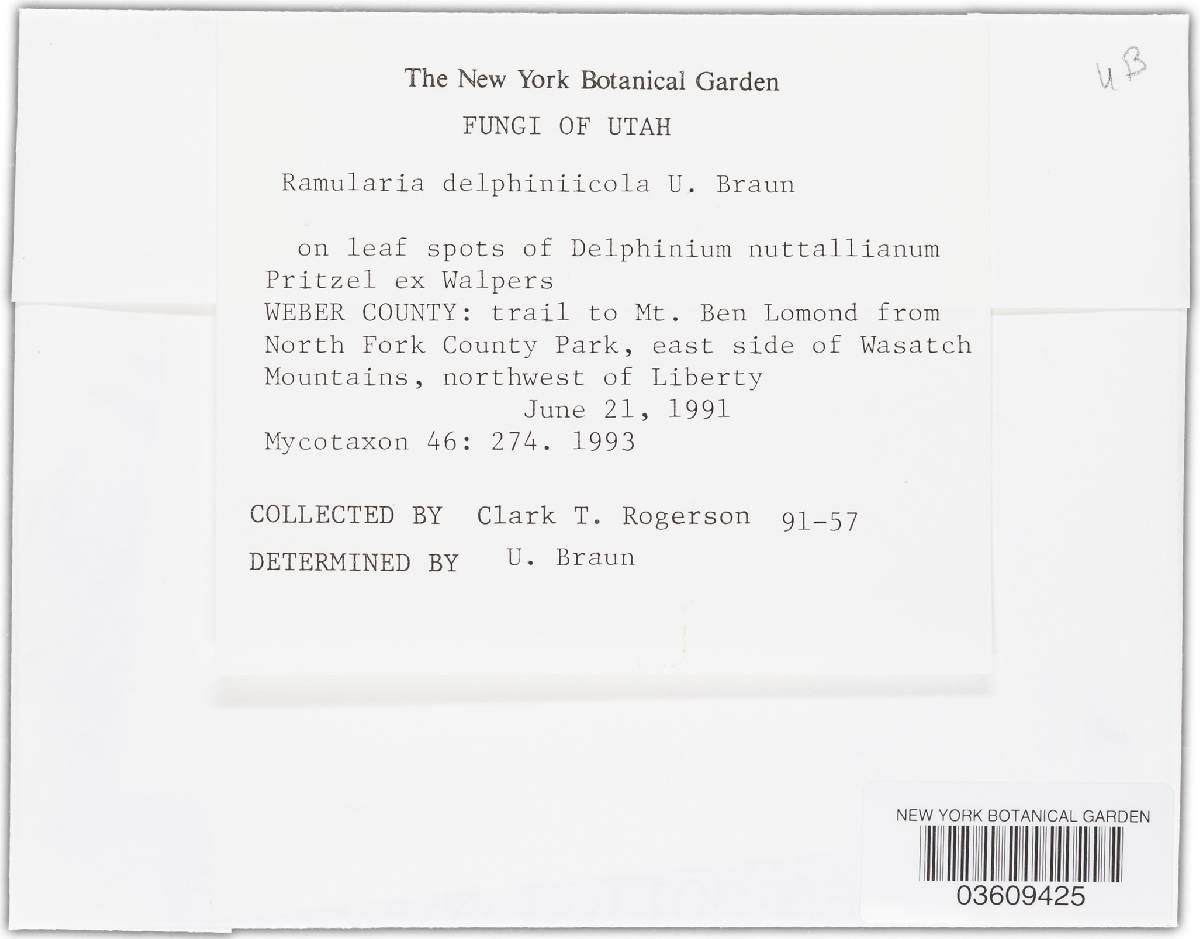 uB
The New York Botanical Garden
FUNGI OF UTAH
Ramularia delphiniicola U. Braun
on leaf spots of Delphinium nuttallianum
Pritzel ex Walpers
WEBER COUNTY: trail to Mt. Ben Lomond from
North Fork County Park, east side of Wasatch
Mountains, northwest of Liberty
June 21, 1991
Mycotaxon 46: 274. 1993
COLLECTED BY Clark T. Rogerson 91-57
DETERMINED BY U. Braun
NEW YORK BOTANICAL GARDEN
03609425